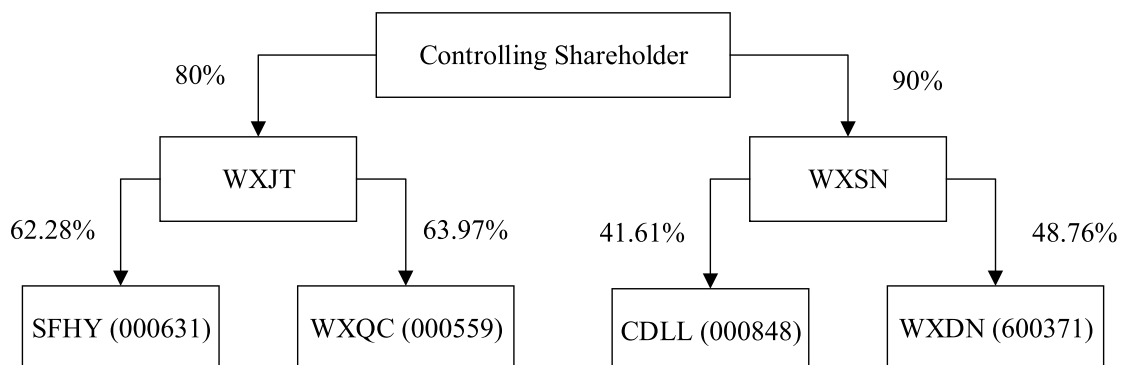 Controlling Shareholder
80%
90%
WXJT
WXSN
62.28%
63.97%
41.61%
48.76%
SFHY (000631)
WXQC (000559)
CDLL (000848)
WXDN (600371)